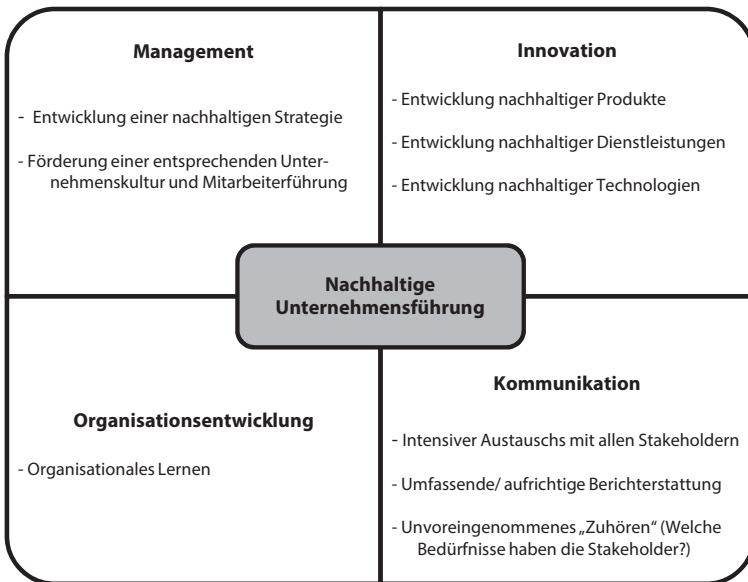 Management
- Entwicklung einer nachhaltigen Strategie
- Förderung einer entsprechenden Unter-
nehmenskultur und Mitarbeiterführung
Innovation
- Entwicklung nachhaltiger Produkte
- Entwicklung nachhaltiger Dienstleistungen
- Entwicklung nachhaltiger Technologien
Nachhaltige
Unternehmensführung
Organisationsentwicklung
- Organisationales Lernen
Kommunikation
- Intensiver Austauschs mit allen Stakeholdern
- Umfassende/ aufrichtige Berichterstattung
- Unvoreingenommenes „Zuhören“ (Welche
Bedürfnisse haben die Stakeholder?)